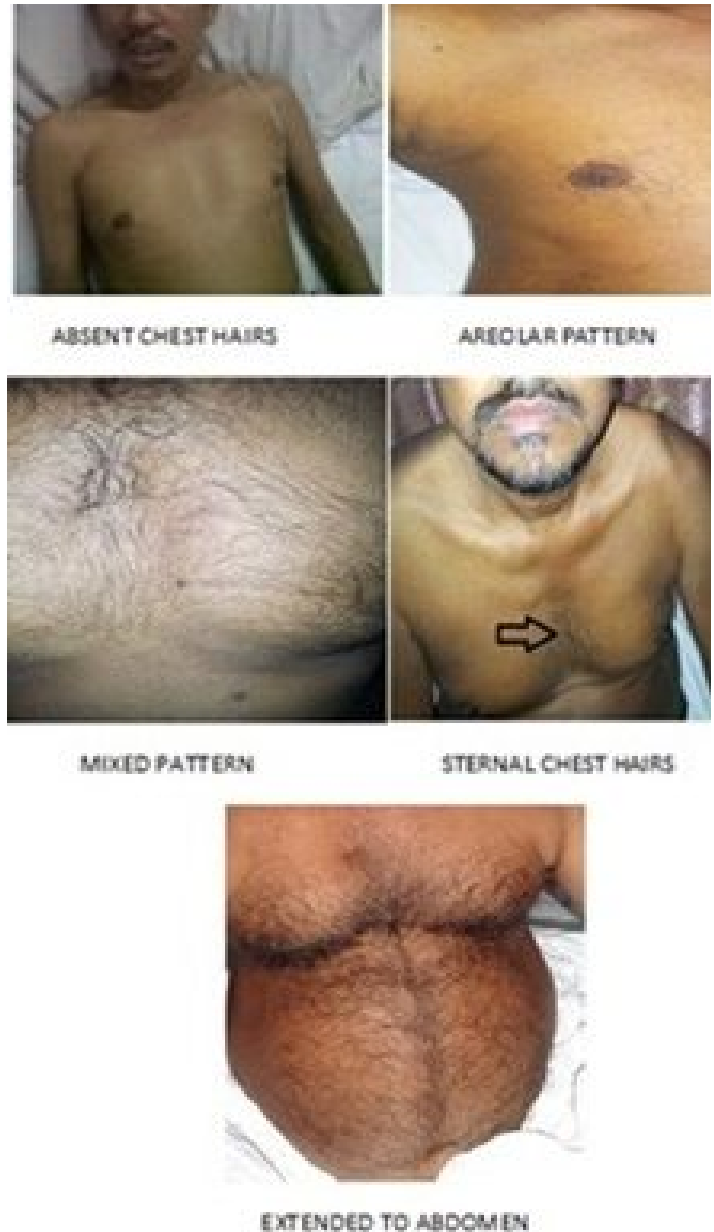 ABSENT CHEST HAIRS
AREOLAR PATTERN
MIXED PATTERN
STERNAL CHEST HAIRS
EXTENDED TO ABDOMEN